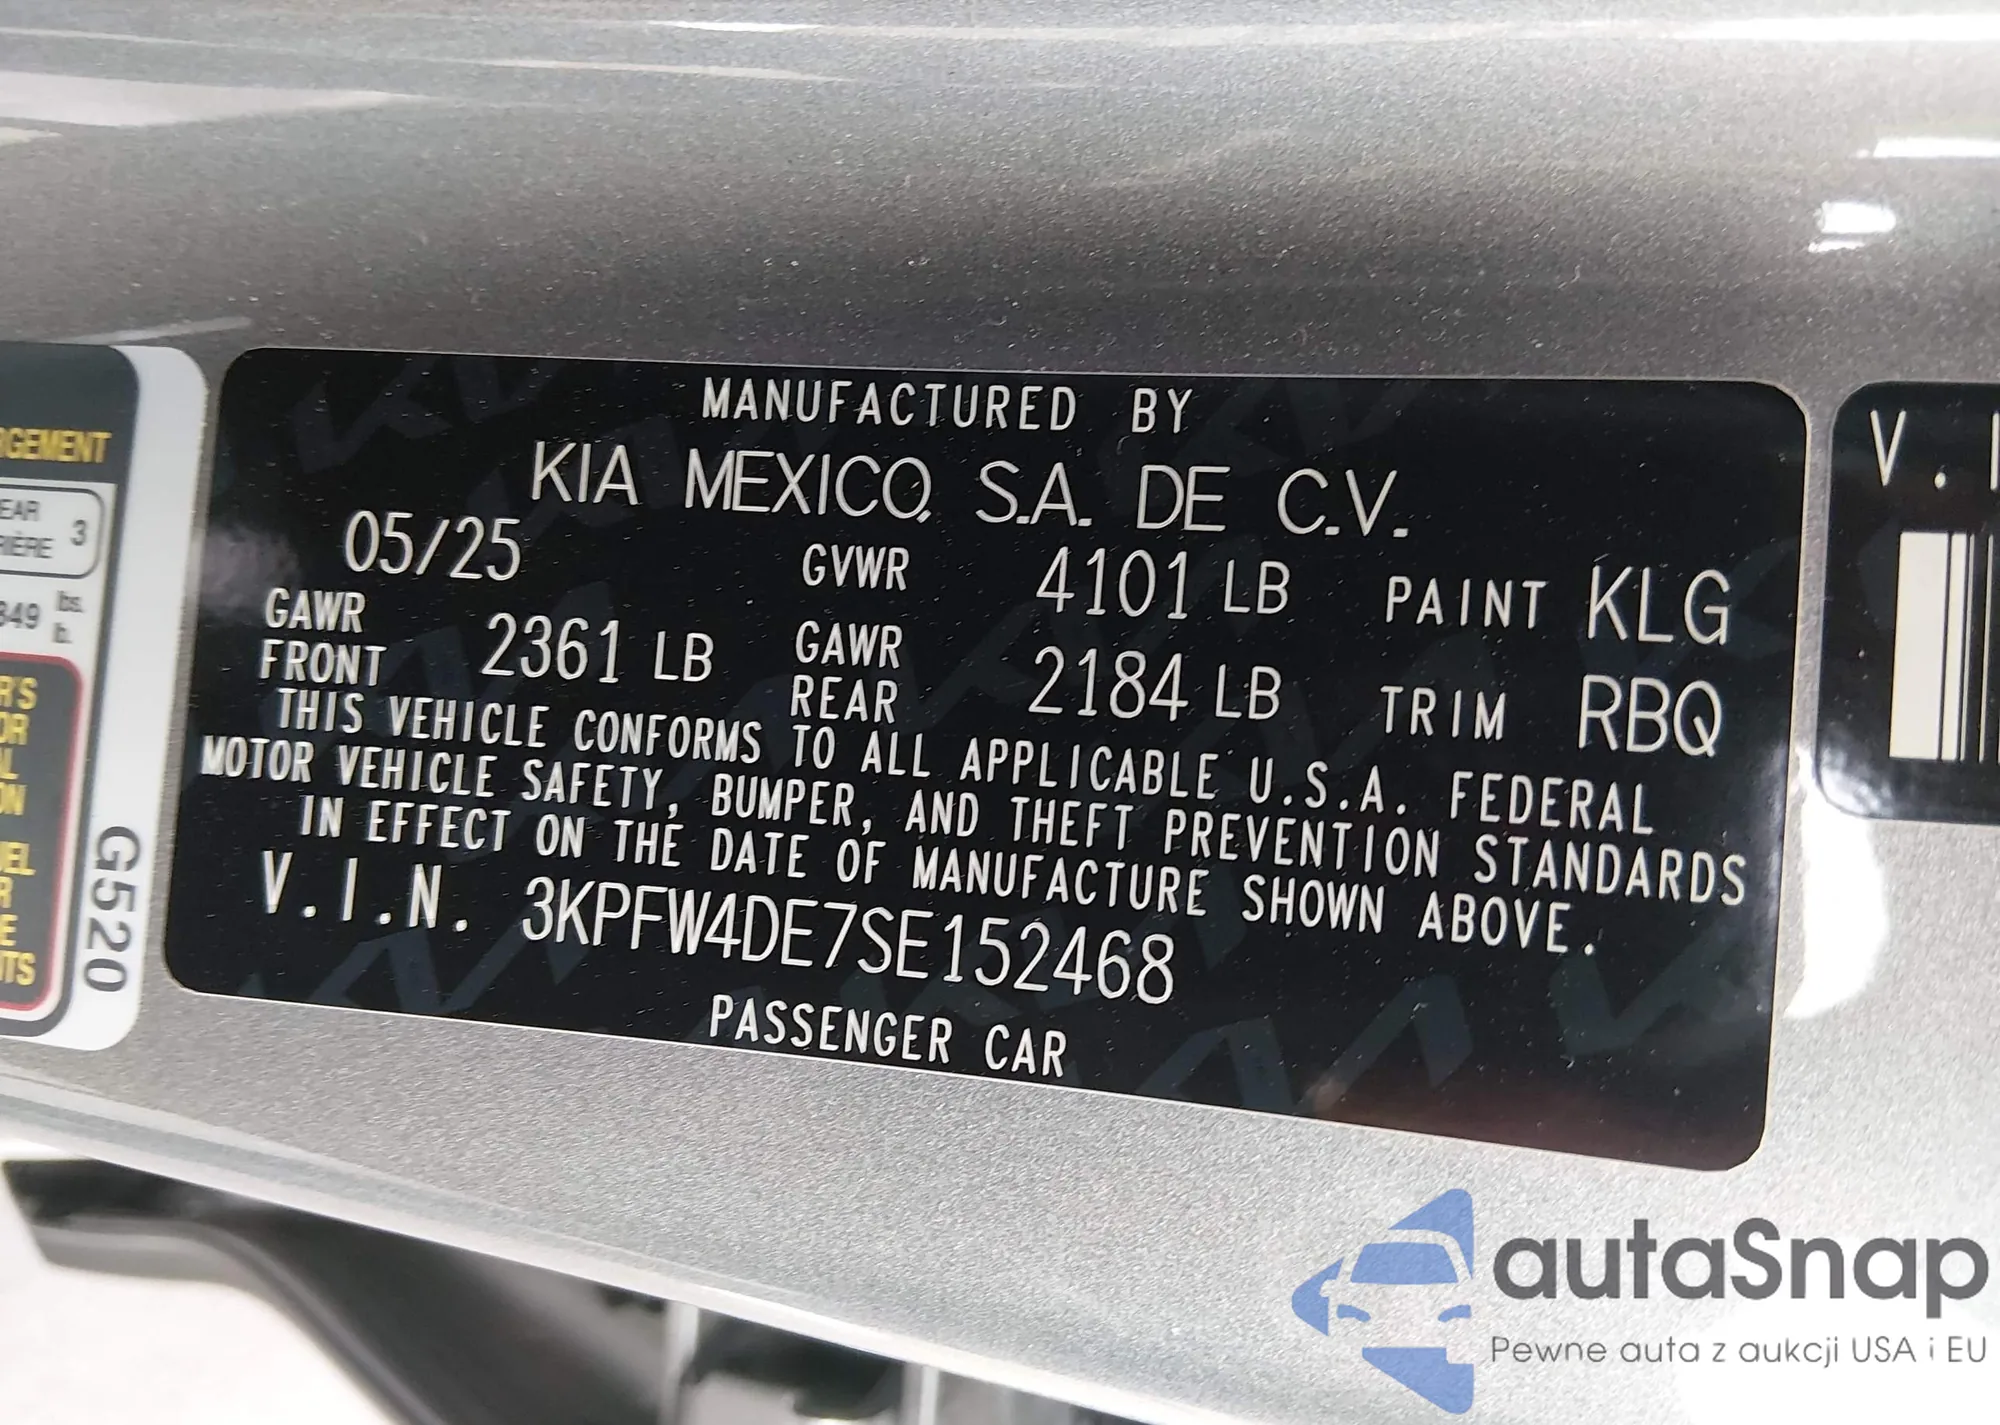 MANUFACTURED BY
KIA MEXICO, S.A. DE C.V.
05/25 GVWR 4101 LB PAINT KLG
GAWR FRONT 2361 LB GAWR REAR 2184 LB TRIM RBQ
THIS VEHICLE CONFORMS TO ALL APPLICABLE U.S.A. FEDERAL
MOTOR VEHICLE SAFETY, BUMPER, AND THEFT PREVENTION STANDARDS
IN EFFECT ON THE DATE OF MANUFACTURE SHOWN ABOVE.
V.I.N. 3KPFW4DE7SE152468
PASSENGER CAR
G520
3
lbs.
autaSnap
Pewne auta z aukcji USA i EU